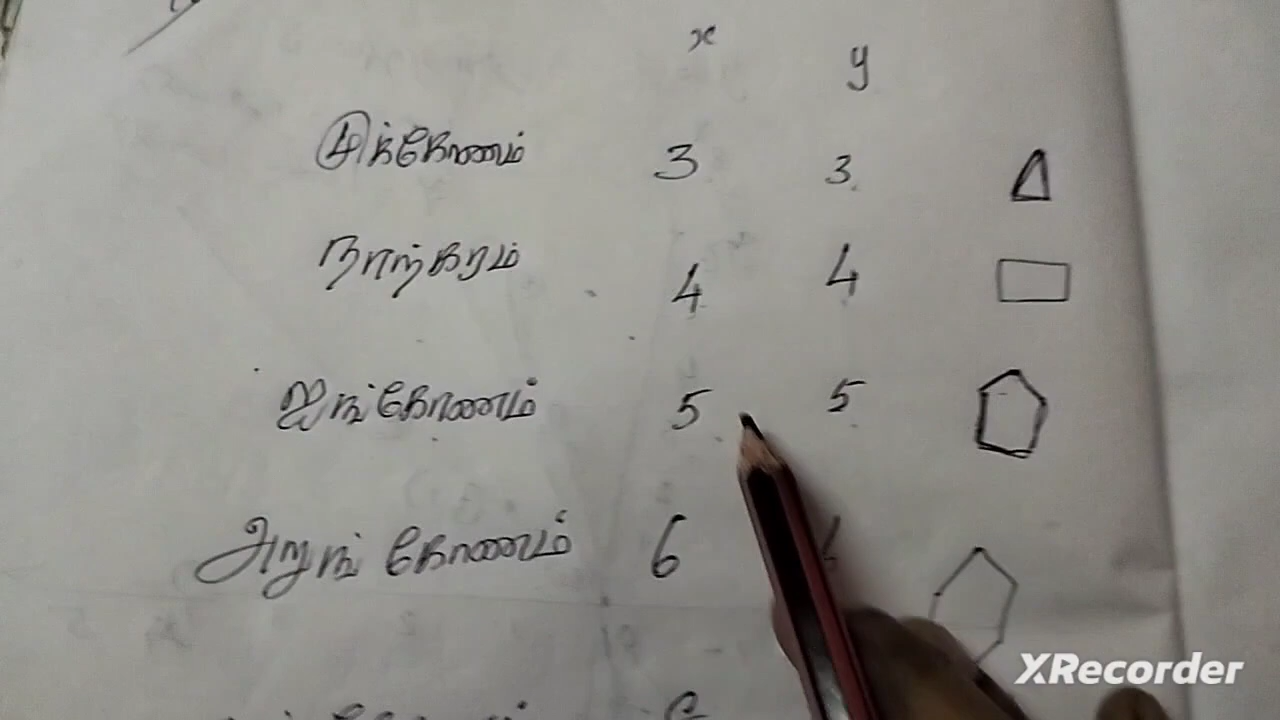 x y
முக்கோணம் 3 3
நாற்கரம் 4 4
ஐங்கோணம் 5 5
அறுங் கோணம் 6
XRecorder